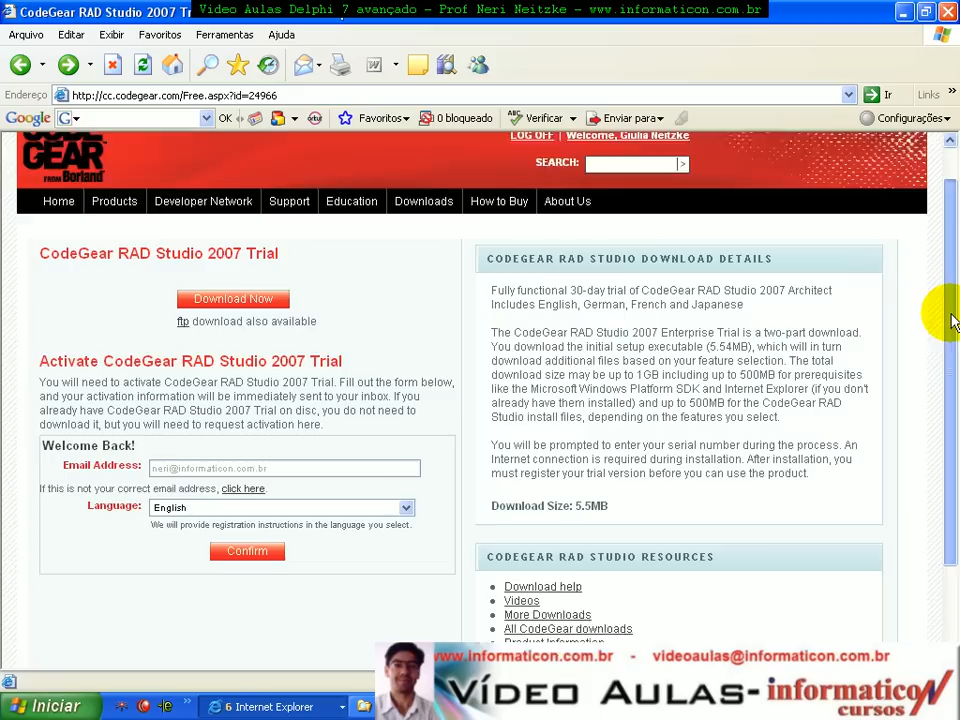 CodeGear RAD Studio 2007 Tr
Vídeo Aulas Delphi 7 avançado - Prof Neri Neitzke - www.informaticon.com.br
Arquivo Editar Exibir Favoritos Ferramentas Ajuda
Endereço http://cc.codegear.com/Free.aspx?id=24966 Ir Links »
Google G OK Favoritos 0 bloqueado Verificar Enviar para Configurações
CODE
GEAR
FROM Borland
LOG OFF | Welcome, Giulia Neitzke
SEARCH: >
Home Products Developer Network Support Education Downloads How to Buy About Us
CodeGear RAD Studio 2007 Trial
Download Now
ftp download also available
Activate CodeGear RAD Studio 2007 Trial
You will need to activate CodeGear RAD Studio 2007 Trial. Fill out the form below,
and your activation information will be immediately sent to your inbox. If you
already have CodeGear RAD Studio 2007 Trial on disc, you do not need to
download it, but you will need to request activation here.
Welcome Back!
Email Address: neri@informaticon.com.br
If this is not your correct email address, click here.
Language: English
We will provide registration instructions in the language you select.
Confirm
CODEGEAR RAD STUDIO DOWNLOAD DETAILS
Fully functional 30-day trial of CodeGear RAD Studio 2007 Architect
Includes English, German, French and Japanese
The CodeGear RAD Studio 2007 Enterprise Trial is a two-part download.
You download the initial setup executable (5.54MB), which will in turn
download additional files based on your feature selection. The total
download size may be up to 1GB including up to 500MB for prerequisites
like the Microsoft Windows Platform SDK and Internet Explorer (if you don't
already have them installed) and up to 500MB for the CodeGear RAD
Studio install files, depending on the features you select.
You will be prompted to enter your serial number during the process. An
Internet connection is required during installation. After installation, you
must register your trial version before you can use the product.
Download Size: 5.5MB
CODEGEAR RAD STUDIO RESOURCES
Download help
Videos
More Downloads
All CodeGear downloads
Product Information
www.informaticon.com.br - videoaulas@informaticon.com.br
VÍDEO AULAS- informaticon
cursos
Iniciar » 6 Internet Explorer